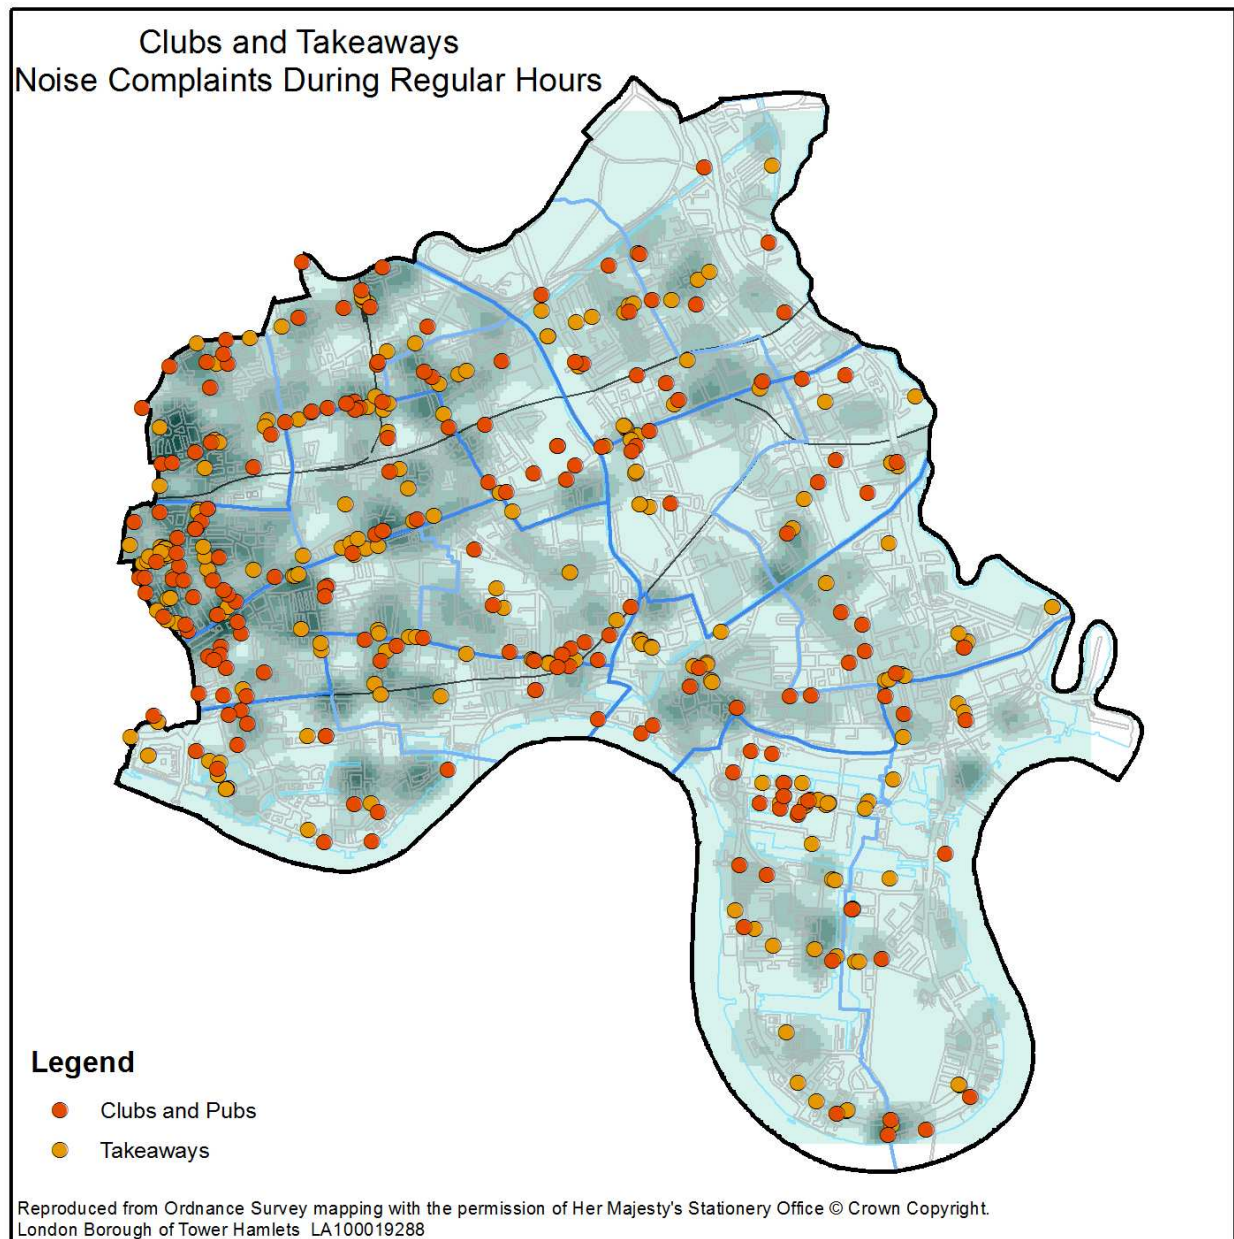 Clubs and Takeaways
Noise Complaints During Regular Hours
Legend
Clubs and Pubs
Takeaways
Reproduced from Ordnance Survey mapping with the permission of Her Majesty's Stationery Office © Crown Copyright.
London Borough of Tower Hamlets LA100019288